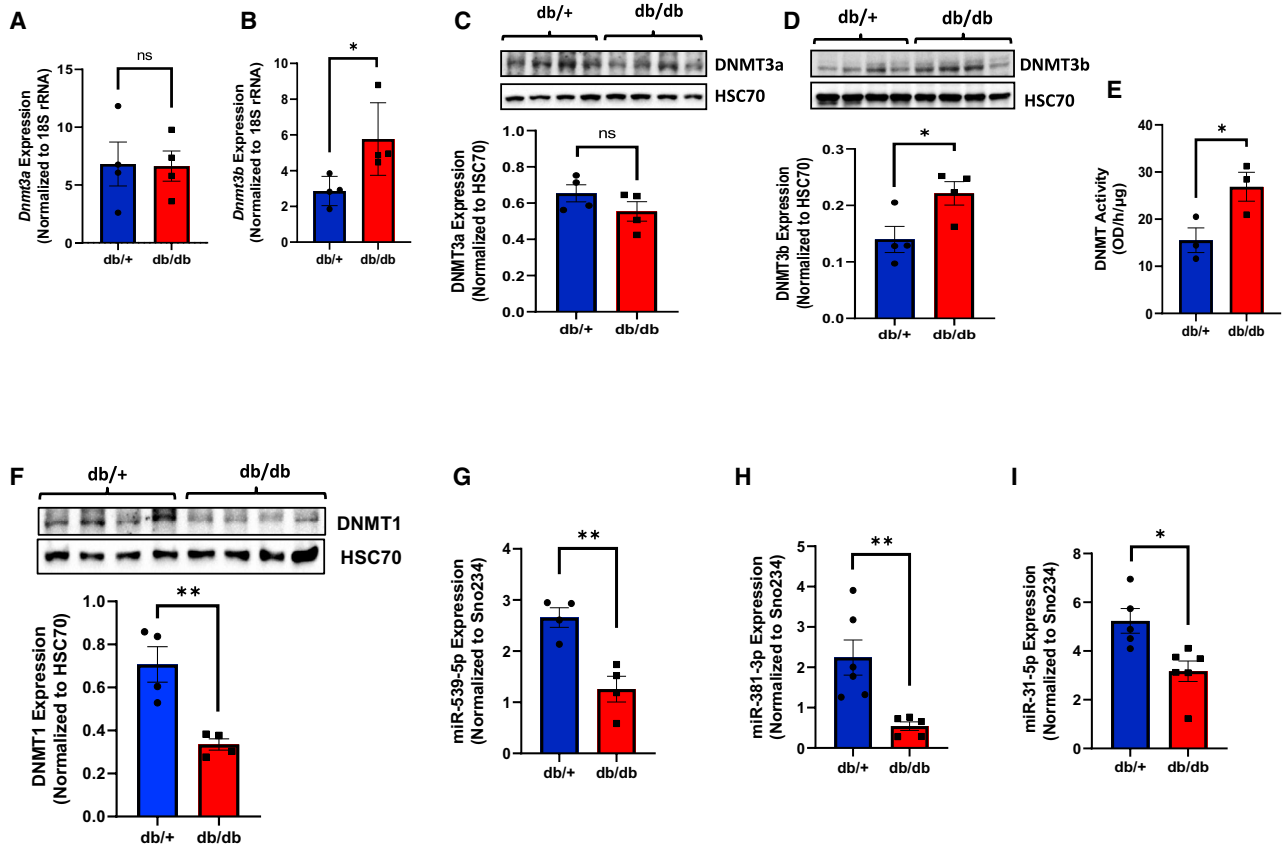 A
Dnmt3a Expression
(Normalized to 18S rRNA)
ns
15
10
5
0
db/+
db/db
B
Dnmt3b Expression
(Normalized to 18S rRNA)
*
10
8
6
4
2
0
db/+
db/db
C
db/+
db/db
DNMT3a
HSC70
DNMT3a Expression
(Normalized to HSC70)
ns
1.0
0.8
0.6
0.4
0.2
0.0
db/+
db/db
D
db/+
db/db
DNMT3b
HSC70
DNMT3b Expression
(Normalized to HSC70)
*
0.3
0.2
0.1
0.0
db/+
db/db
E
DNMT Activity
(OD/h/µg)
*
40
30
20
10
0
db/+
db/db
F
db/+
db/db
DNMT1
HSC70
DNMT1 Expression
(Normalized to HSC70)
**
1.0
0.8
0.6
0.4
0.2
0.0
db/+
db/db
G
miR-539-5p Expression
(Normalized to Sno234)
**
4
3
2
1
0
db/+
db/db
H
miR-381-3p Expression
(Normalized to Sno234)
**
5
4
3
2
1
0
db/+
db/db
I
miR-31-5p Expression
(Normalized to Sno234)
*
8
6
4
2
0
db/+
db/db